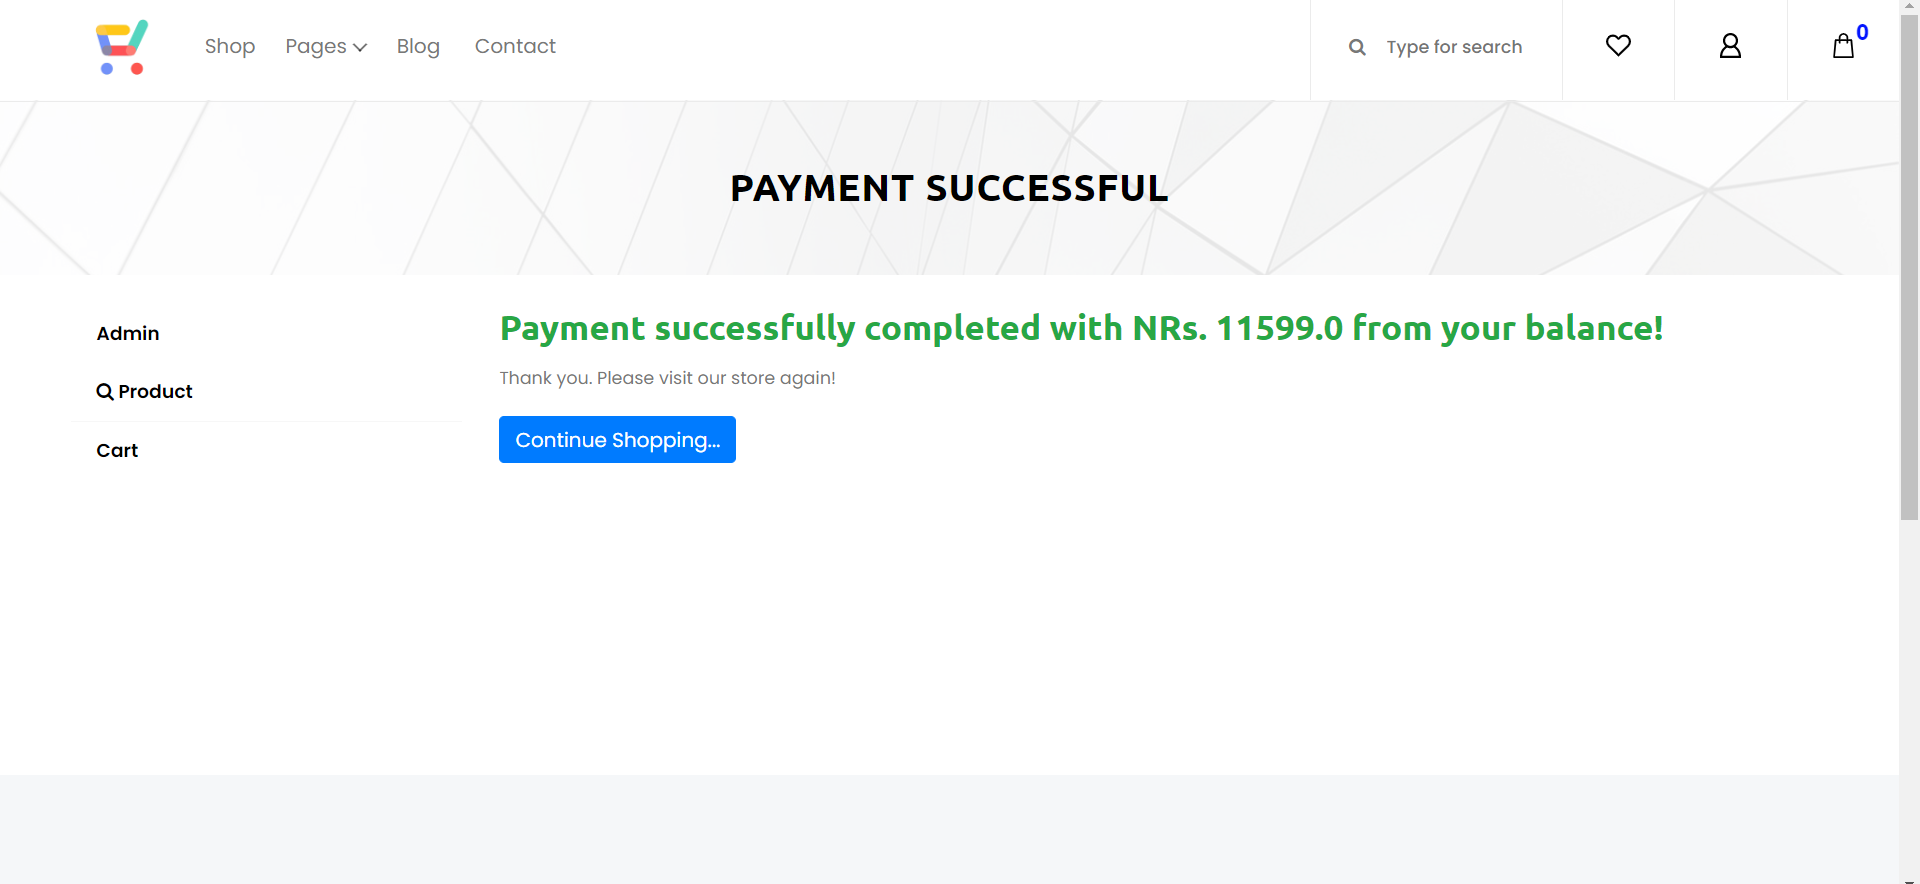 Shop Pages Blog Contact
Type for search
0
PAYMENT SUCCESSFUL
Admin
Product
Cart
Payment successfully completed with NRs. 11599.0 from your balance!
Thank you. Please visit our store again!
Continue Shopping...